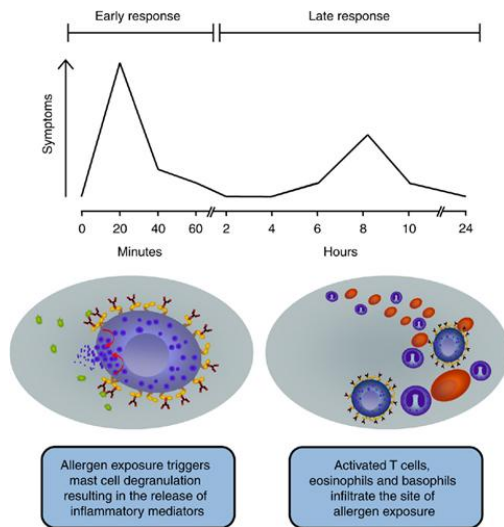 Early response Late response
Symptoms
0 20 40 60 2 4 6 8 10 24
Minutes Hours
Allergen exposure triggers
mast cell degranulation
resulting in the release of
inflammatory mediators
Activated T cells,
eosinophils and basophils
infiltrate the site of
allergen exposure